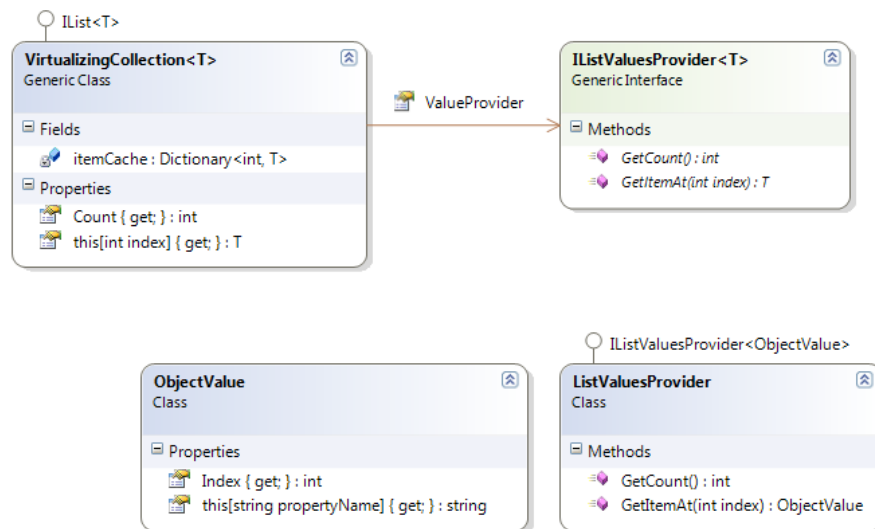 IList<T>
VirtualizingCollection<T>
Generic Class
Fields
itemCache : Dictionary<int, T>
Properties
Count { get; } : int
this[int index] { get; } : T
ValueProvider
IListValuesProvider<T>
Generic Interface
Methods
GetCount() : int
GetItemAt(int index) : T
ObjectValue
Class
Properties
Index { get; } : int
this[string propertyName] { get; } : string
IListValuesProvider<ObjectValue>
ListValuesProvider
Class
Methods
GetCount() : int
GetItemAt(int index) : ObjectValue